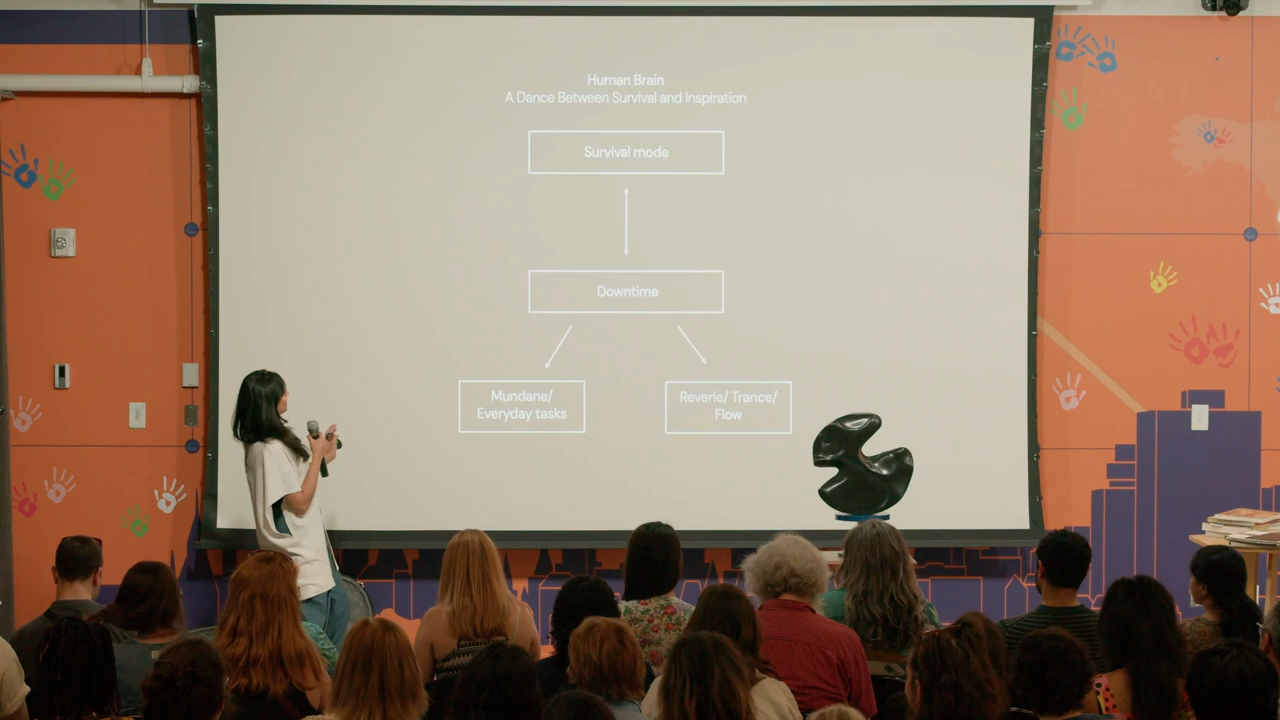 Human Brain
A Dance Between Survival and Inspiration
Survival mode
Downtime
Mundane/
Everyday tasks
Reverie/ Trance/
Flow